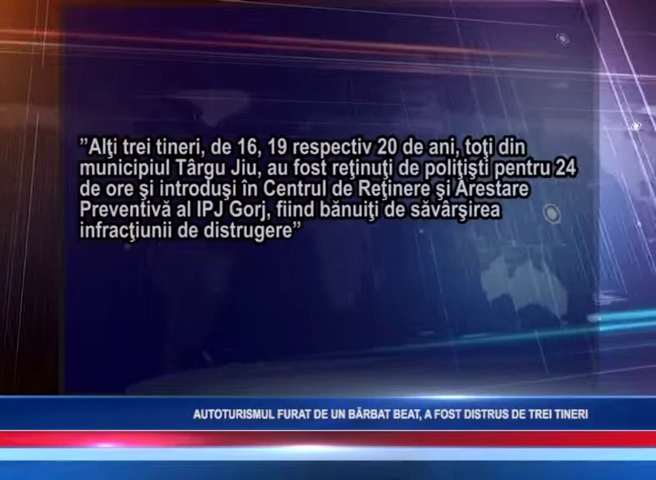 ”Alţi trei tineri, de 16, 19 respectiv 20 de ani, toţi din
municipiul Târgu Jiu, au fost reţinuţi de poliţişti pentru 24
de ore şi introduşi în Centrul de Reţinere şi Arestare
Preventivă al IPJ Gorj, fiind bănuiţi de săvârşirea
infracţiunii de distrugere”
AUTOTURISMUL FURAT DE UN BĂRBAT BEAT, A FOST DISTRUS DE TREI TINERI